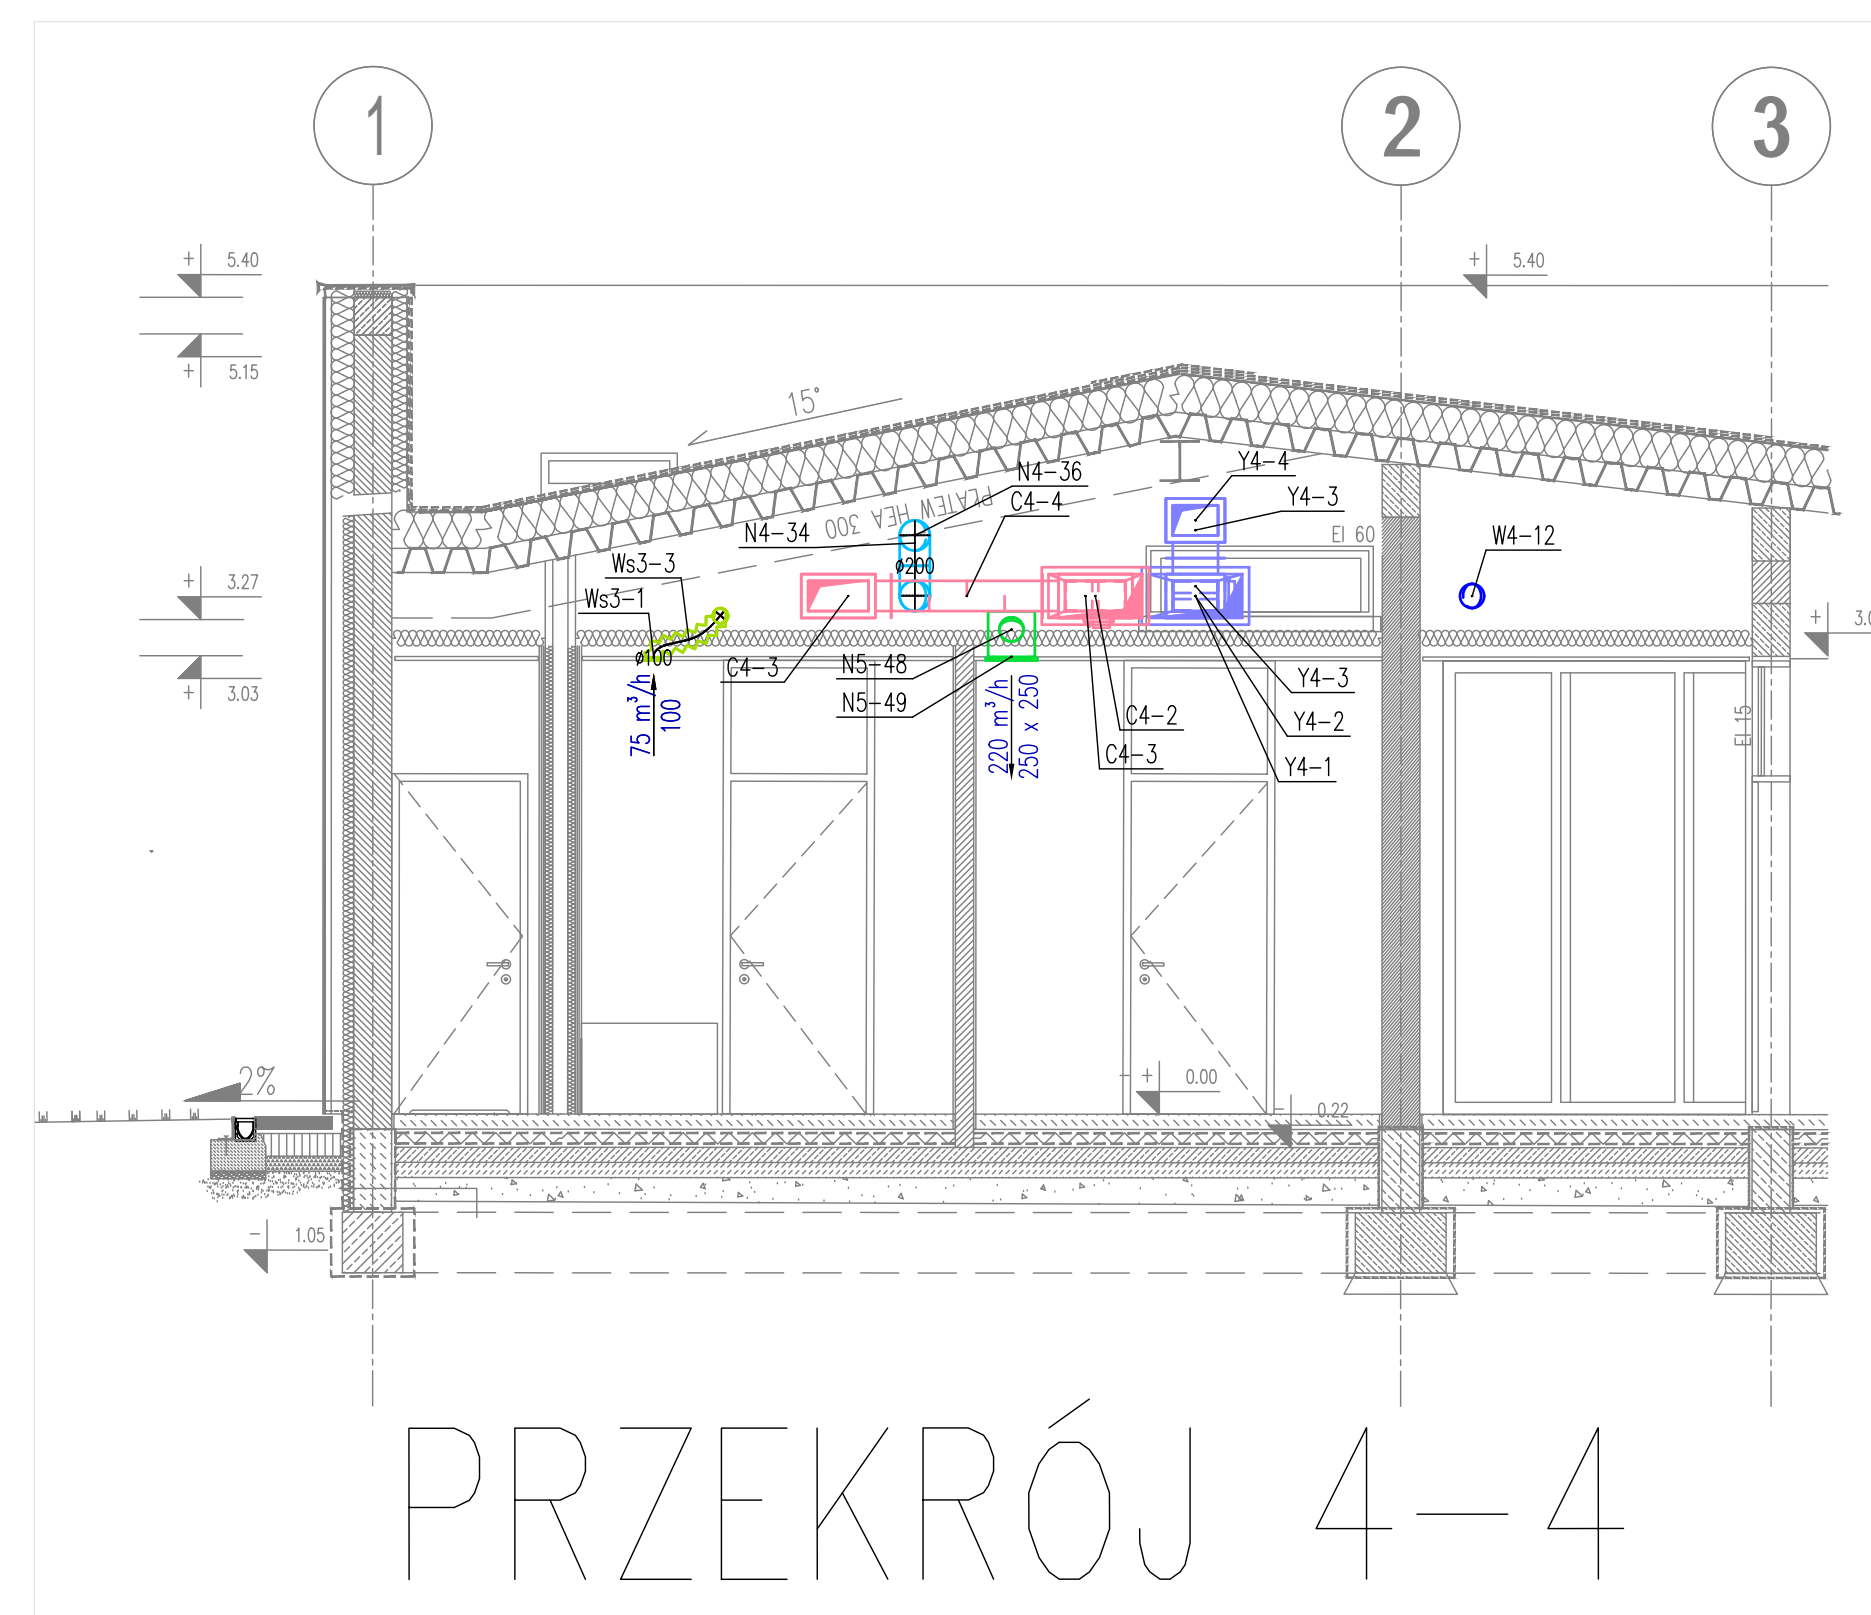 1
2
3
+ 5.40
+ 5.40
+ 5.15
15°
N4-36
Y4-4
C4-4
Y4-3
PŁATEW HEA 300
N4-34
EI 60
W4-12
Ws3-3
ø200
+ 3.27
Ws3-1
+
ø100
C4-3
N5-48
Y4-3
+ 3.03
N5-49
75 m³/h
100
220 m³/h
250 x 250
C4-2
Y4-2
EI 15
C4-3
Y4-1
2%
- + 0.00
- 0.22
- 1.05
PRZEKRÓJ 4-4